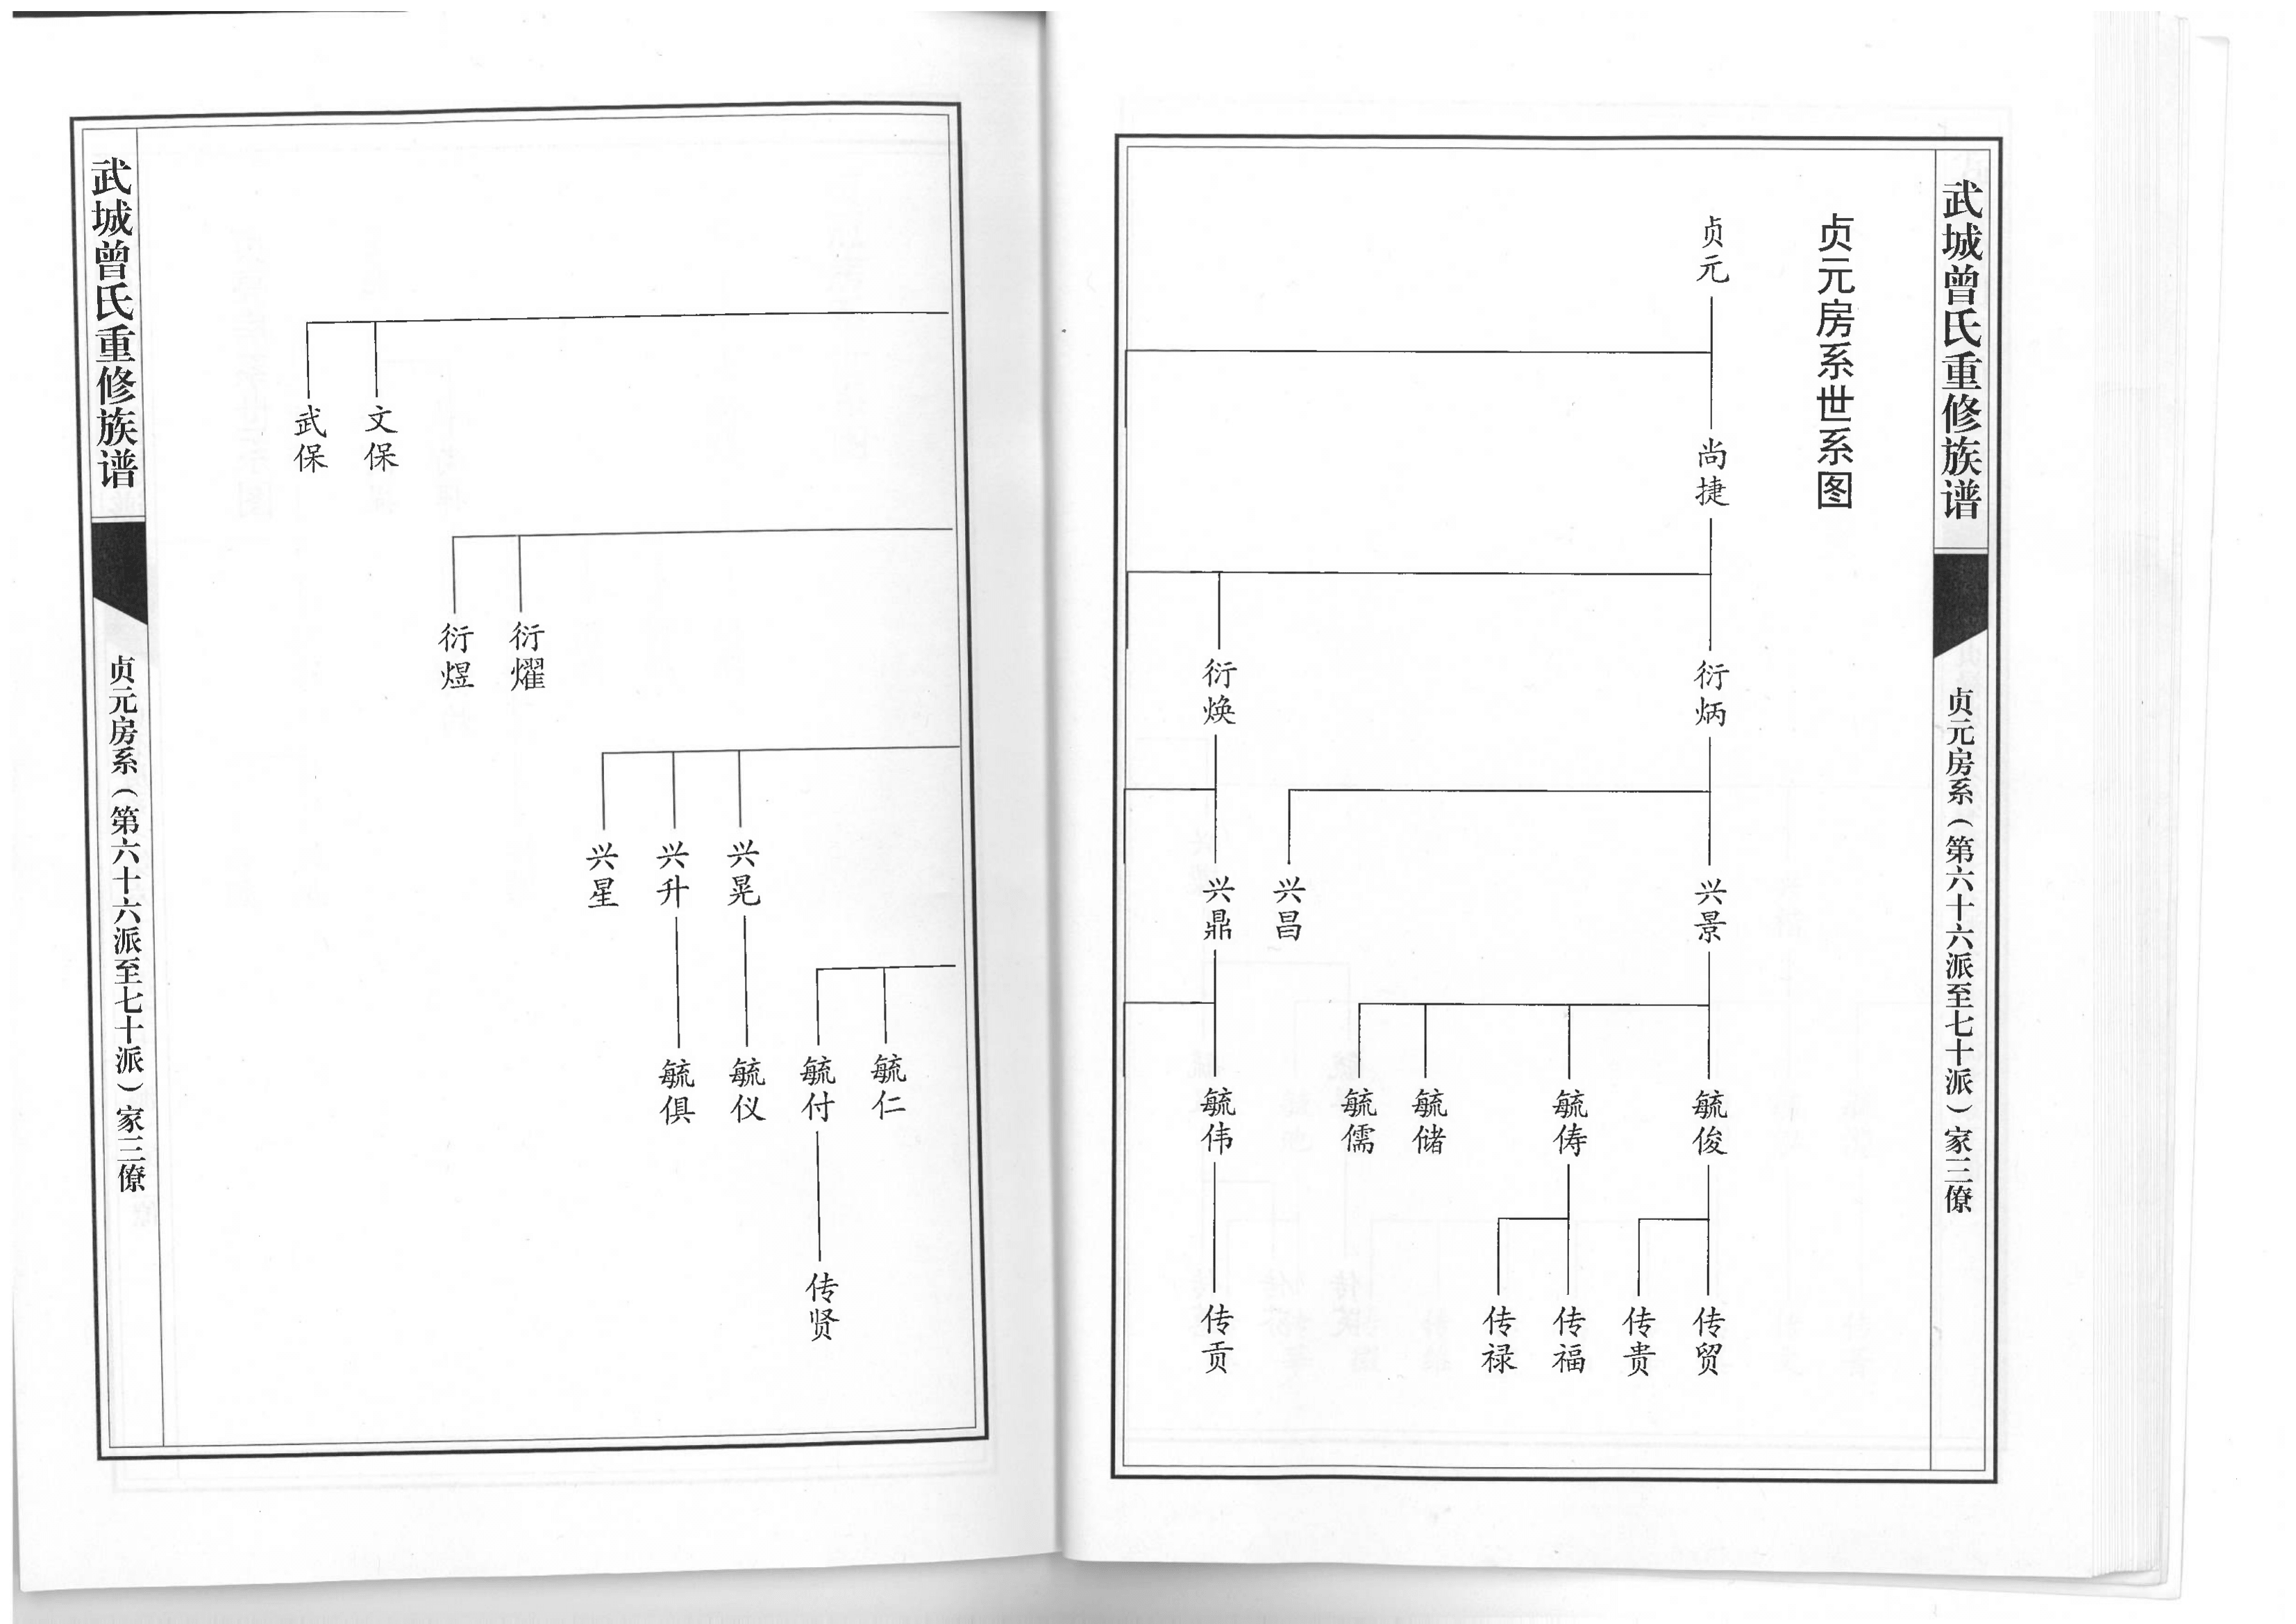 武城曾氏重修族谱
贞元房系（第六十六派至七十派）家三僚
贞元房系世系图
贞元
尚捷
衍炳
衍焕
兴景
兴昌
兴鼎
毓俊
毓俦
毓储
毓儒
毓伟
传贸
传贵
传福
传禄
传贡
文保
武保
衍燿
衍煜
兴晃
兴升
兴星
毓仁
毓付
毓仪
毓俱
传贤
武城曾氏重修族谱
贞元房系（第六十六派至七十派）家三僚